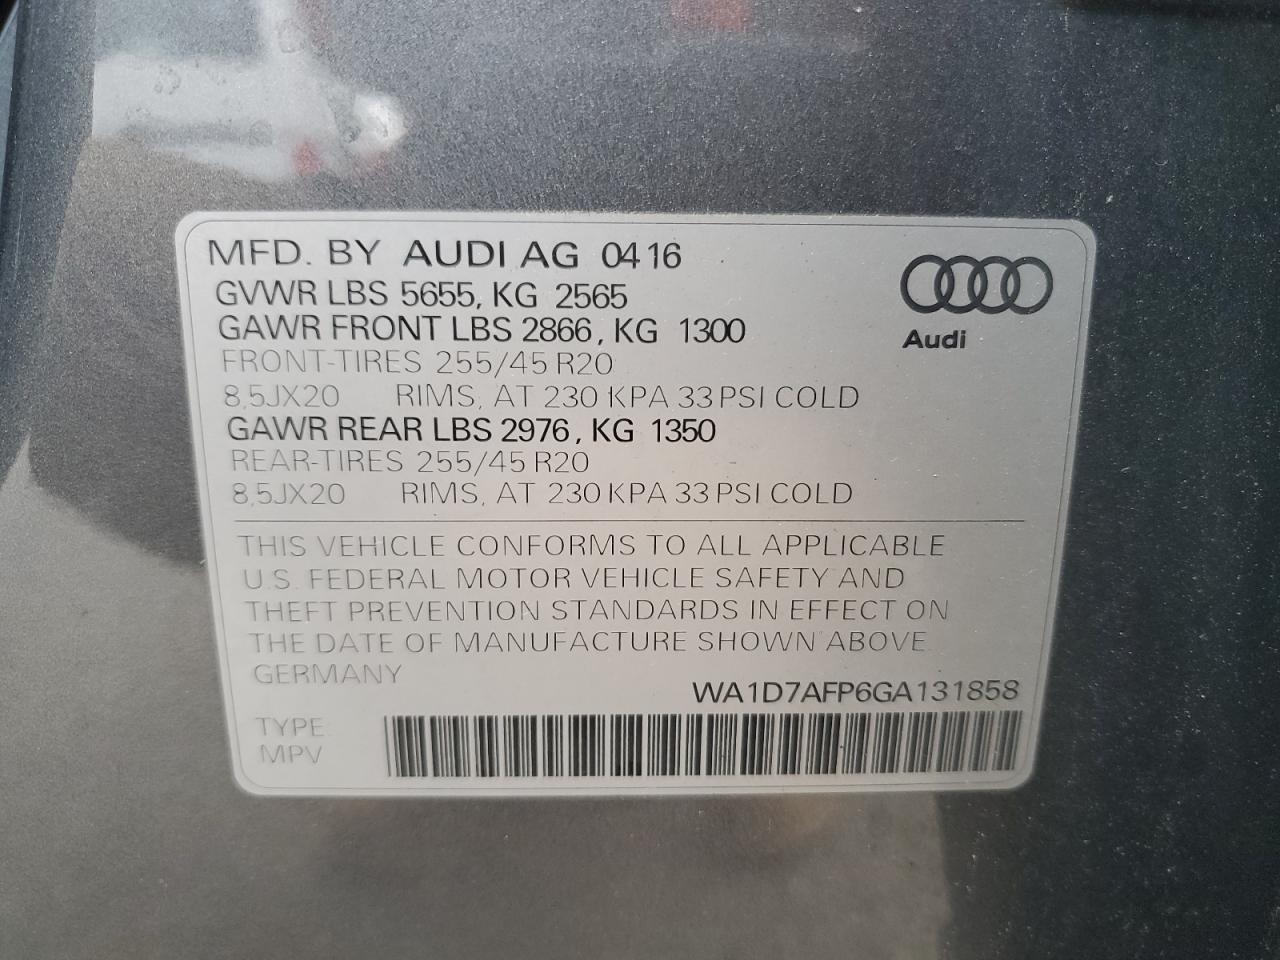 MFD. BY AUDI AG 0416
GVWR LBS 5655, KG 2565
GAWR FRONT LBS 2866, KG 1300
FRONT-TIRES 255/45 R20
8,5JX20 RIMS, AT 230 KPA 33 PSI COLD
GAWR REAR LBS 2976, KG 1350
REAR-TIRES 255/45 R20
8,5JX20 RIMS, AT 230 KPA 33 PSI COLD
Audi
THIS VEHICLE CONFORMS TO ALL APPLICABLE
U.S. FEDERAL MOTOR VEHICLE SAFETY AND
THEFT PREVENTION STANDARDS IN EFFECT ON
THE DATE OF MANUFACTURE SHOWN ABOVE.
GERMANY
WA1D7AFP6GA131858
TYPE:
MPV